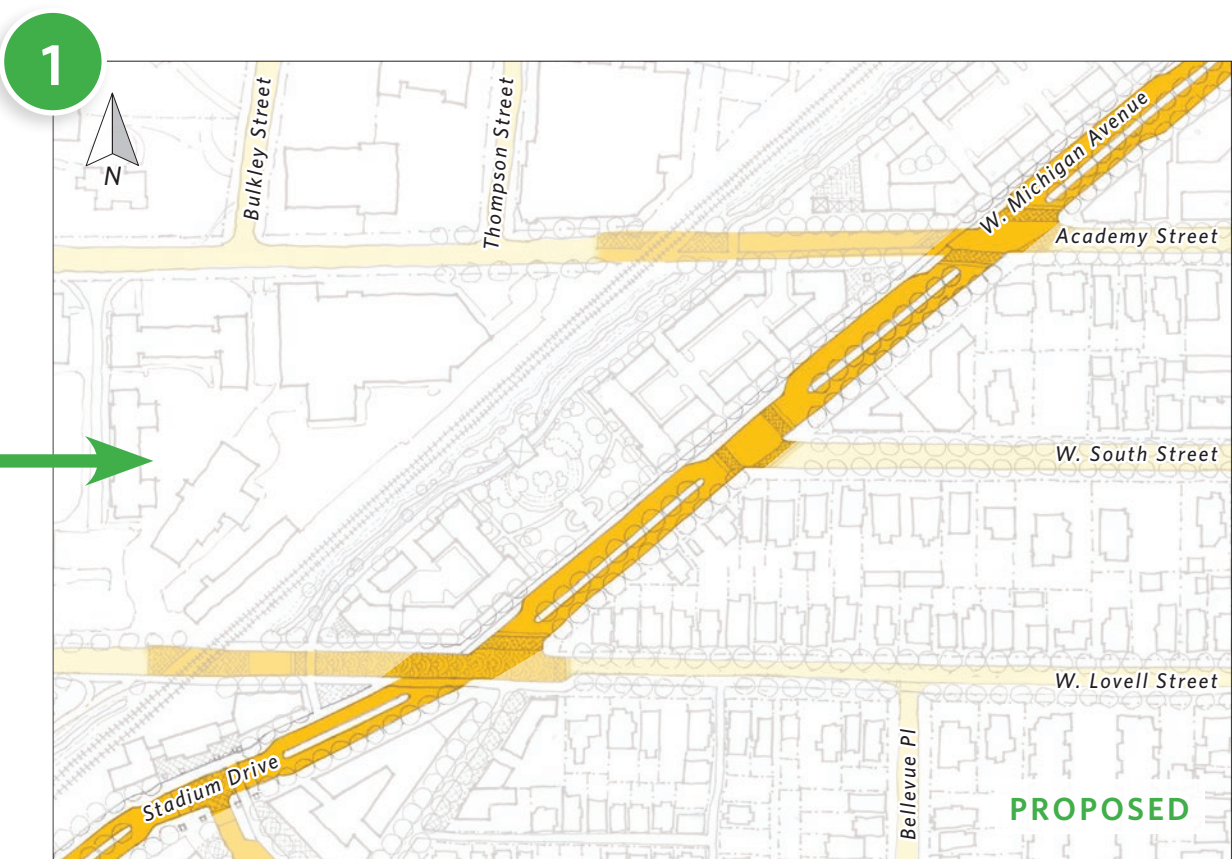 1
N
Bulkley Street
Thompson Street
W. Michigan Avenue
Academy Street
W. South Street
W. Lovell Street
Stadium Drive
Bellevue Pl
PROPOSED